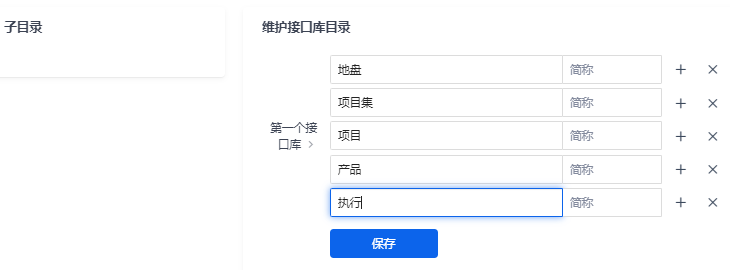 子目录
维护接口库目录
地盘 简称
项目集 简称
第一个接
口库 >
项目 简称
产品 简称
执行 简称
保存